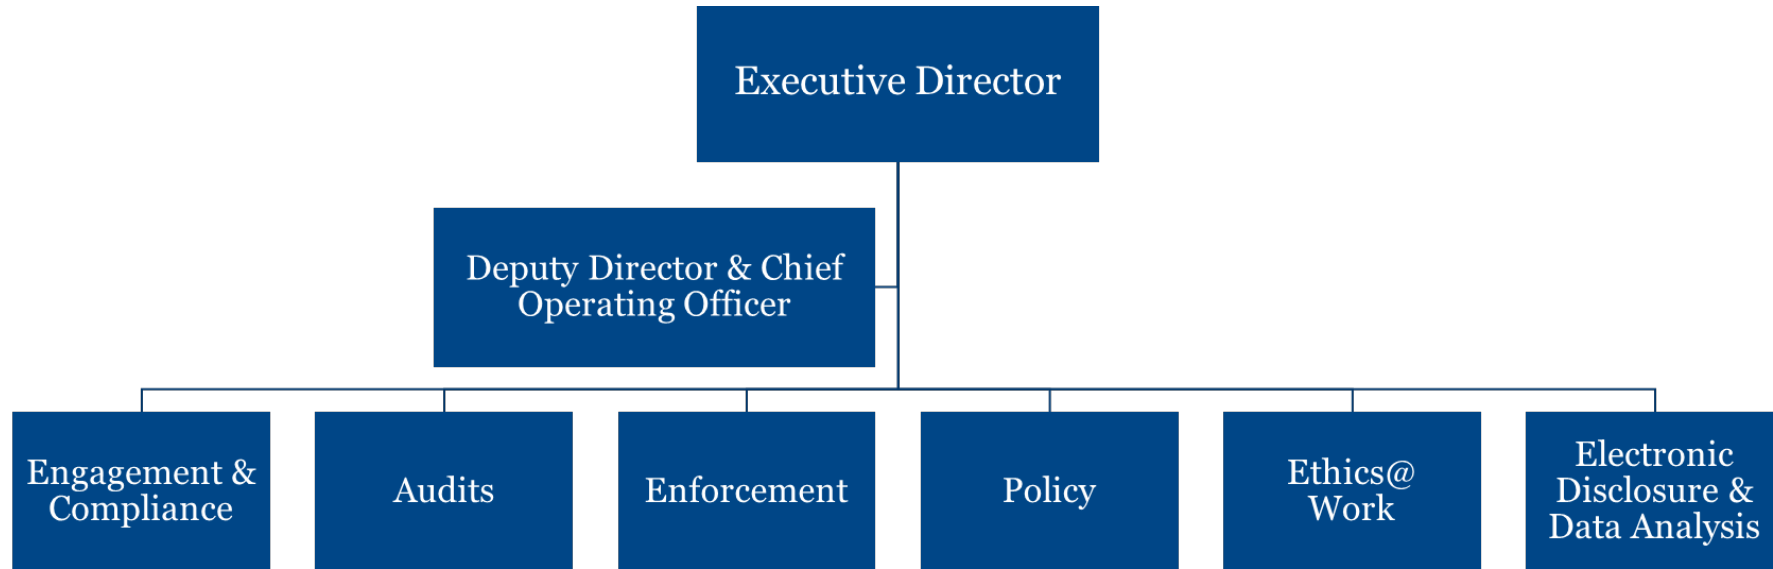 Executive Director
Deputy Director & Chief
Operating Officer
Engagement &
Compliance
Audits
Enforcement
Policy
Ethics@
Work
Electronic
Disclosure &
Data Analysis